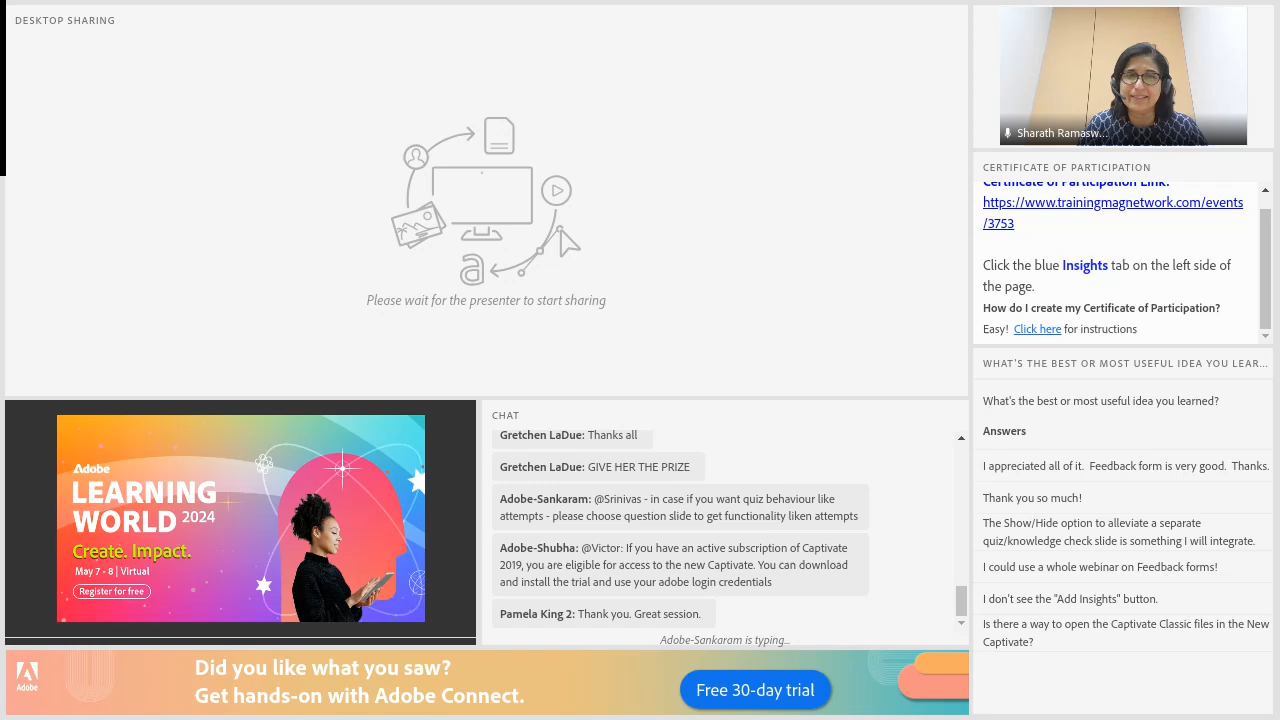 DESKTOP SHARING
Please wait for the presenter to start sharing
Sharath Ramasw...
CERTIFICATE OF PARTICIPATION
Certificate of Participation Link:
https://www.trainingmagnetwork.com/events
/3753
Click the blue Insights tab on the left side of
the page.
How do I create my Certificate of Participation?
Easy! Click here for instructions
WHAT'S THE BEST OR MOST USEFUL IDEA YOU LEAR...
What's the best or most useful idea you learned?
Answers
I appreciated all of it. Feedback form is very good. Thanks.
Thank you so much!
The Show/Hide option to alleviate a separate
quiz/knowledge check slide is something I will integrate.
I could use a whole webinar on Feedback forms!
I don't see the "Add Insights" button.
Is there a way to open the Captivate Classic files in the New
Captivate?
Adobe
LEARNING
WORLD 2024
Create. Impact.
May 7 - 8 | Virtual
Register for free
CHAT
Gretchen LaDue: Thanks all
Gretchen LaDue: GIVE HER THE PRIZE
Adobe-Sankaram: @Srinivas - in case if you want quiz behaviour like
attempts - please choose question slide to get functionality liken attempts
Adobe-Shubha: @Victor: If you have an active subscription of Captivate
2019, you are eligible for access to the new Captivate. You can download
and install the trial and use your adobe login credentials
Pamela King 2: Thank you. Great session.
Adobe-Sankaram is typing...
Adobe
Did you like what you saw?
Get hands-on with Adobe Connect.
Free 30-day trial